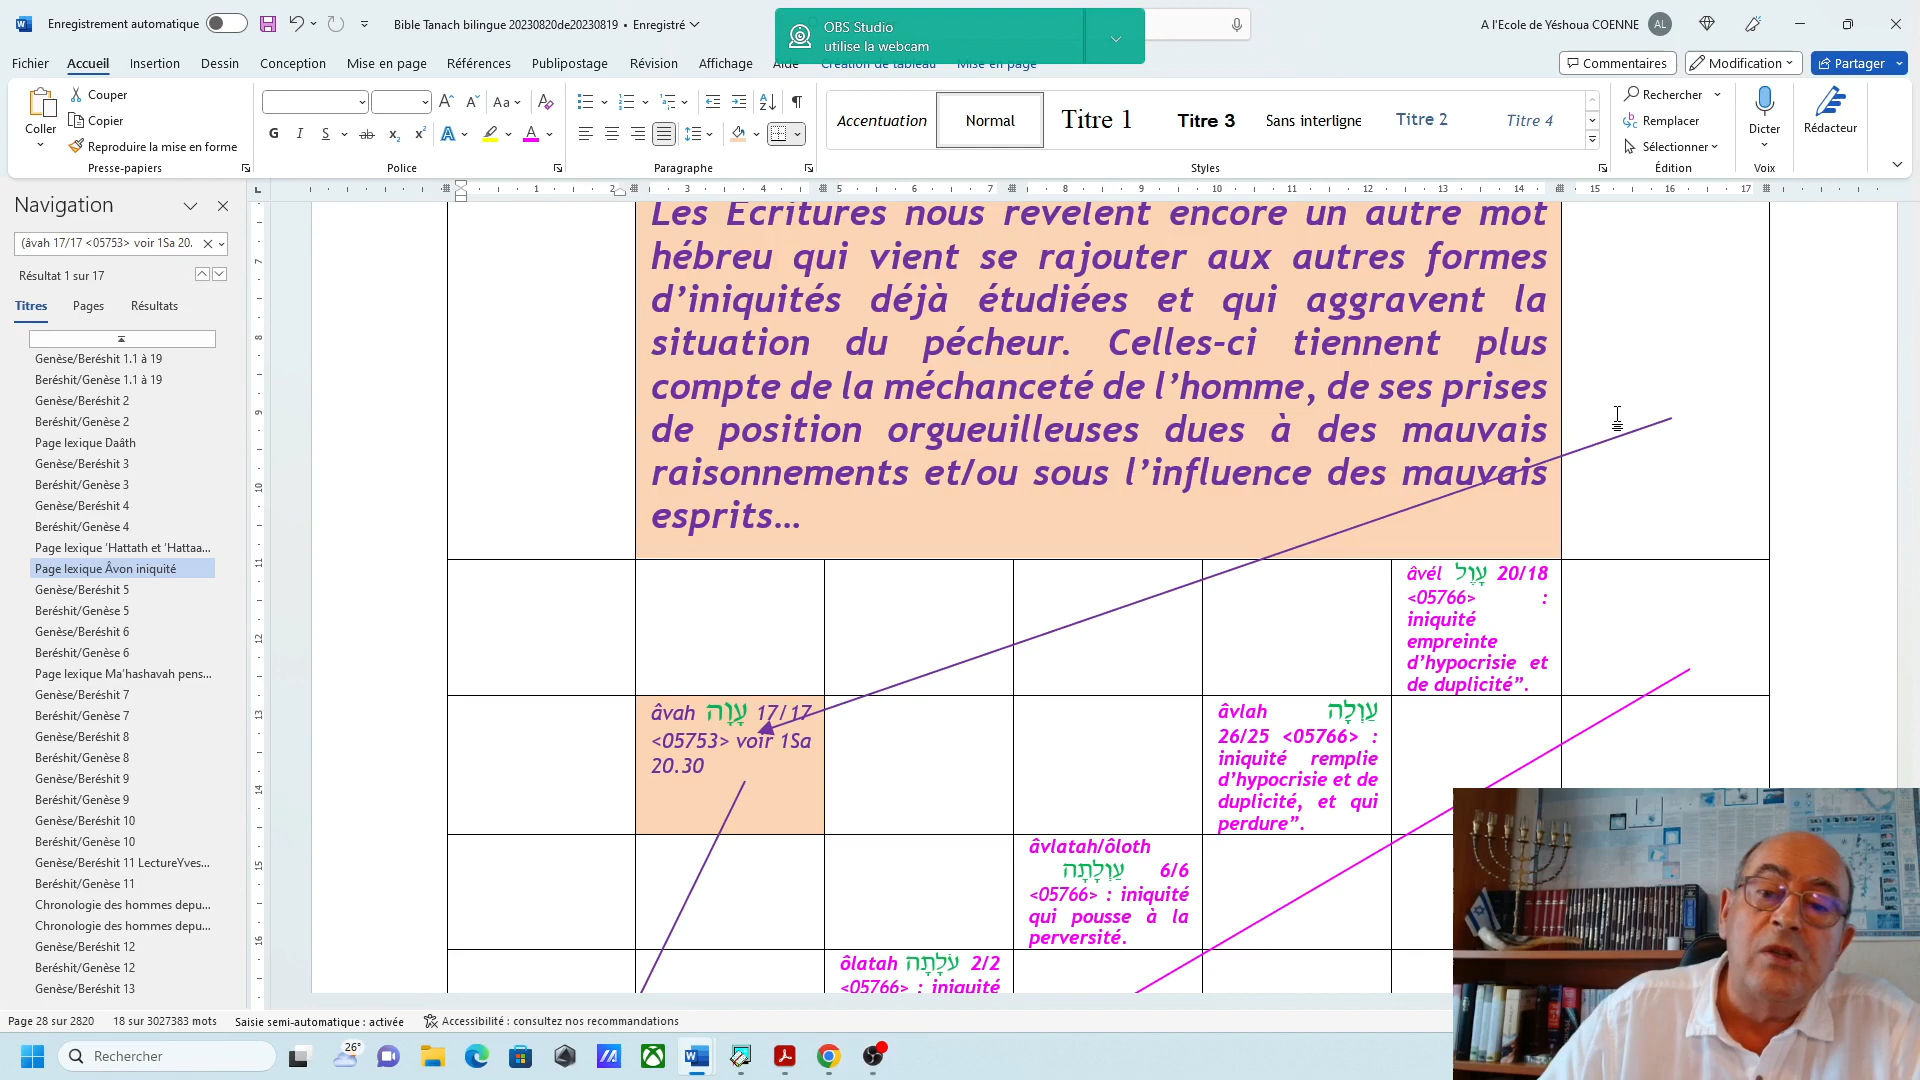 Enregistrement automatique
Bible Tanach bilingue 20230820de20230819 • Enregistré
OBS Studio
utilise la webcam
A l'Ecole de Yéshoua COENNE
AL
Fichier
Accueil
Insertion
Dessin
Conception
Mise en page
Références
Publipostage
Révision
Affichage
Aide
Création de tableau
Mise en page
Commentaires
Modification
Partager
Coller
Couper
Copier
Reproduire la mise en forme
Presse-papiers
Police
Paragraphe
Accentuation
Normal
Titre 1
Titre 3
Sans interligne
Titre 2
Titre 4
Styles
Rechercher
Remplacer
Sélectionner
Édition
Dicter
Voix
Rédacteur
Navigation
(âvah 17/17 <05753> voir 1Sa 20.
Résultat 1 sur 17
Titres
Pages
Résultats
Genèse/Beréshit 1.1 à 19
Beréshit/Genèse 1.1 à 19
Genèse/Beréshit 2
Beréshit/Genèse 2
Page lexique Daâth
Genèse/Beréshit 3
Beréshit/Genèse 3
Genèse/Beréshit 4
Beréshit/Genèse 4
Page lexique 'Hattath et 'Hattaa...
Page lexique Âvon iniquité
Genèse/Beréshit 5
Beréshit/Genèse 5
Genèse/Beréshit 6
Beréshit/Genèse 6
Page lexique Ma'hashavah pens...
Genèse/Beréshit 7
Beréshit/Genèse 7
Genèse/Beréshit 8
Beréshit/Genèse 8
Genèse/Beréshit 9
Beréshit/Genèse 9
Genèse/Beréshit 10
Beréshit/Genèse 10
Genèse/Beréshit 11 LectureYves...
Beréshit/Genèse 11
Chronologie des hommes depu...
Chronologie des hommes depu...
Genèse/Beréshit 12
Beréshit/Genèse 12
Genèse/Beréshit 13
Les Ecritures nous révèlent encore un autre mot
hébreu qui vient se rajouter aux autres formes
d'iniquités déjà étudiées et qui aggravent la
situation du pécheur. Celles-ci tiennent plus
compte de la méchanceté de l'homme, de ses prises
de position orgueuilleuses dues à des mauvais
raisonnements et/ou sous l'influence des mauvais
esprits…
âvél עָוֶל 20/18
<05766> :
iniquité
empreinte
d'hypocrisie et
de duplicité”.
âvah עָוָה 17/17
<05753> voir 1Sa
20.30
âvlah עַוְלָה
26/25 <05766> :
iniquité remplie
d'hypocrisie et de
duplicité, et qui
perdure”.
âvlatah/ôloth
עַוְלָתָה 6/6
<05766> : iniquité
qui pousse à la
perversité.
ôlatah עֹלָתָה 2/2
<05766> : iniquité
Page 28 sur 2820
18 sur 3027383 mots
Saisie semi-automatique : activée
Accessibilité : consultez nos recommandations
Rechercher
26°